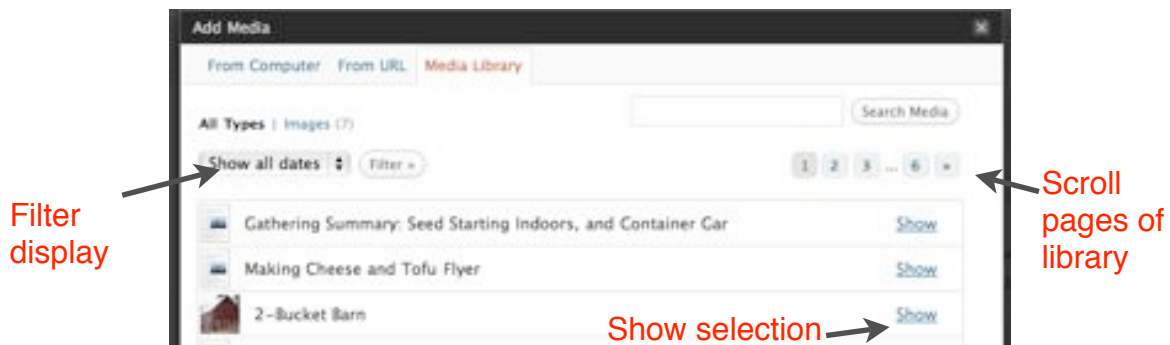 Add Media
From Computer From URL Media Library
All Types | Images (7)
Search Media
Show all dates Filter »
1 2 3 ... 6 »
Filter
display
Scroll
pages of
library
Gathering Summary: Seed Starting Indoors, and Container Gar
Show
Making Cheese and Tofu Flyer
Show
2-Bucket Barn
Show
Show selection